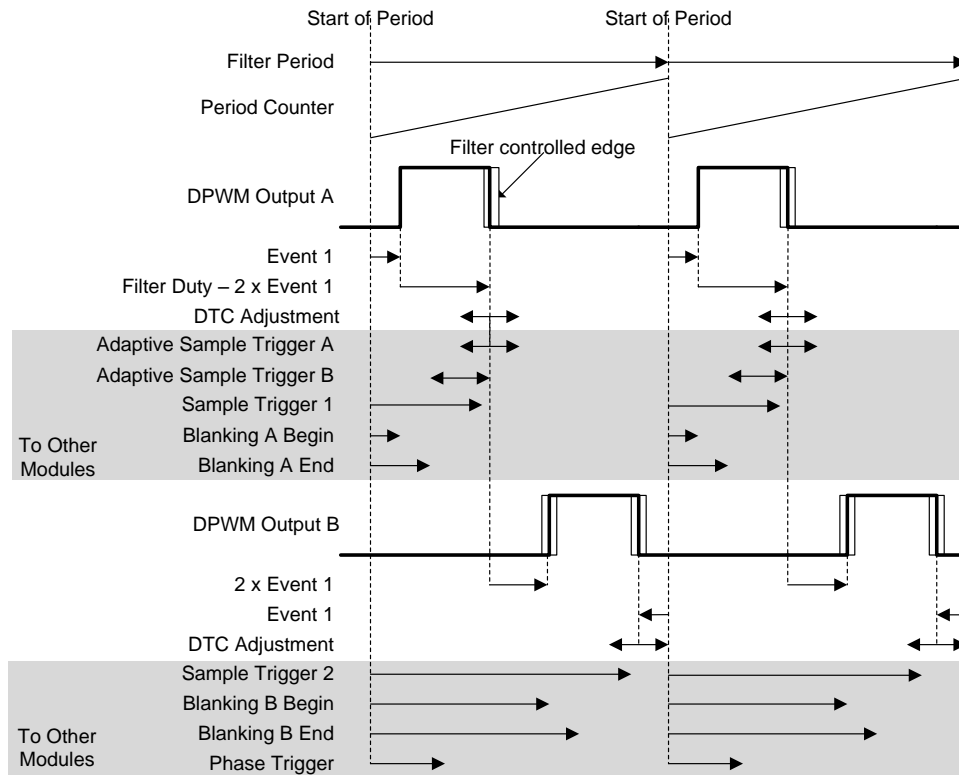 Start of Period
Start of Period
Filter Period
Period Counter
Filter controlled edge
DPWM Output A
Event 1
Filter Duty – 2 x Event 1
DTC Adjustment
Adaptive Sample Trigger A
Adaptive Sample Trigger B
Sample Trigger 1
Blanking A Begin
To Other
Modules
Blanking A End
DPWM Output B
2 x Event 1
Event 1
DTC Adjustment
Sample Trigger 2
Blanking B Begin
Blanking B End
To Other
Modules
Phase Trigger